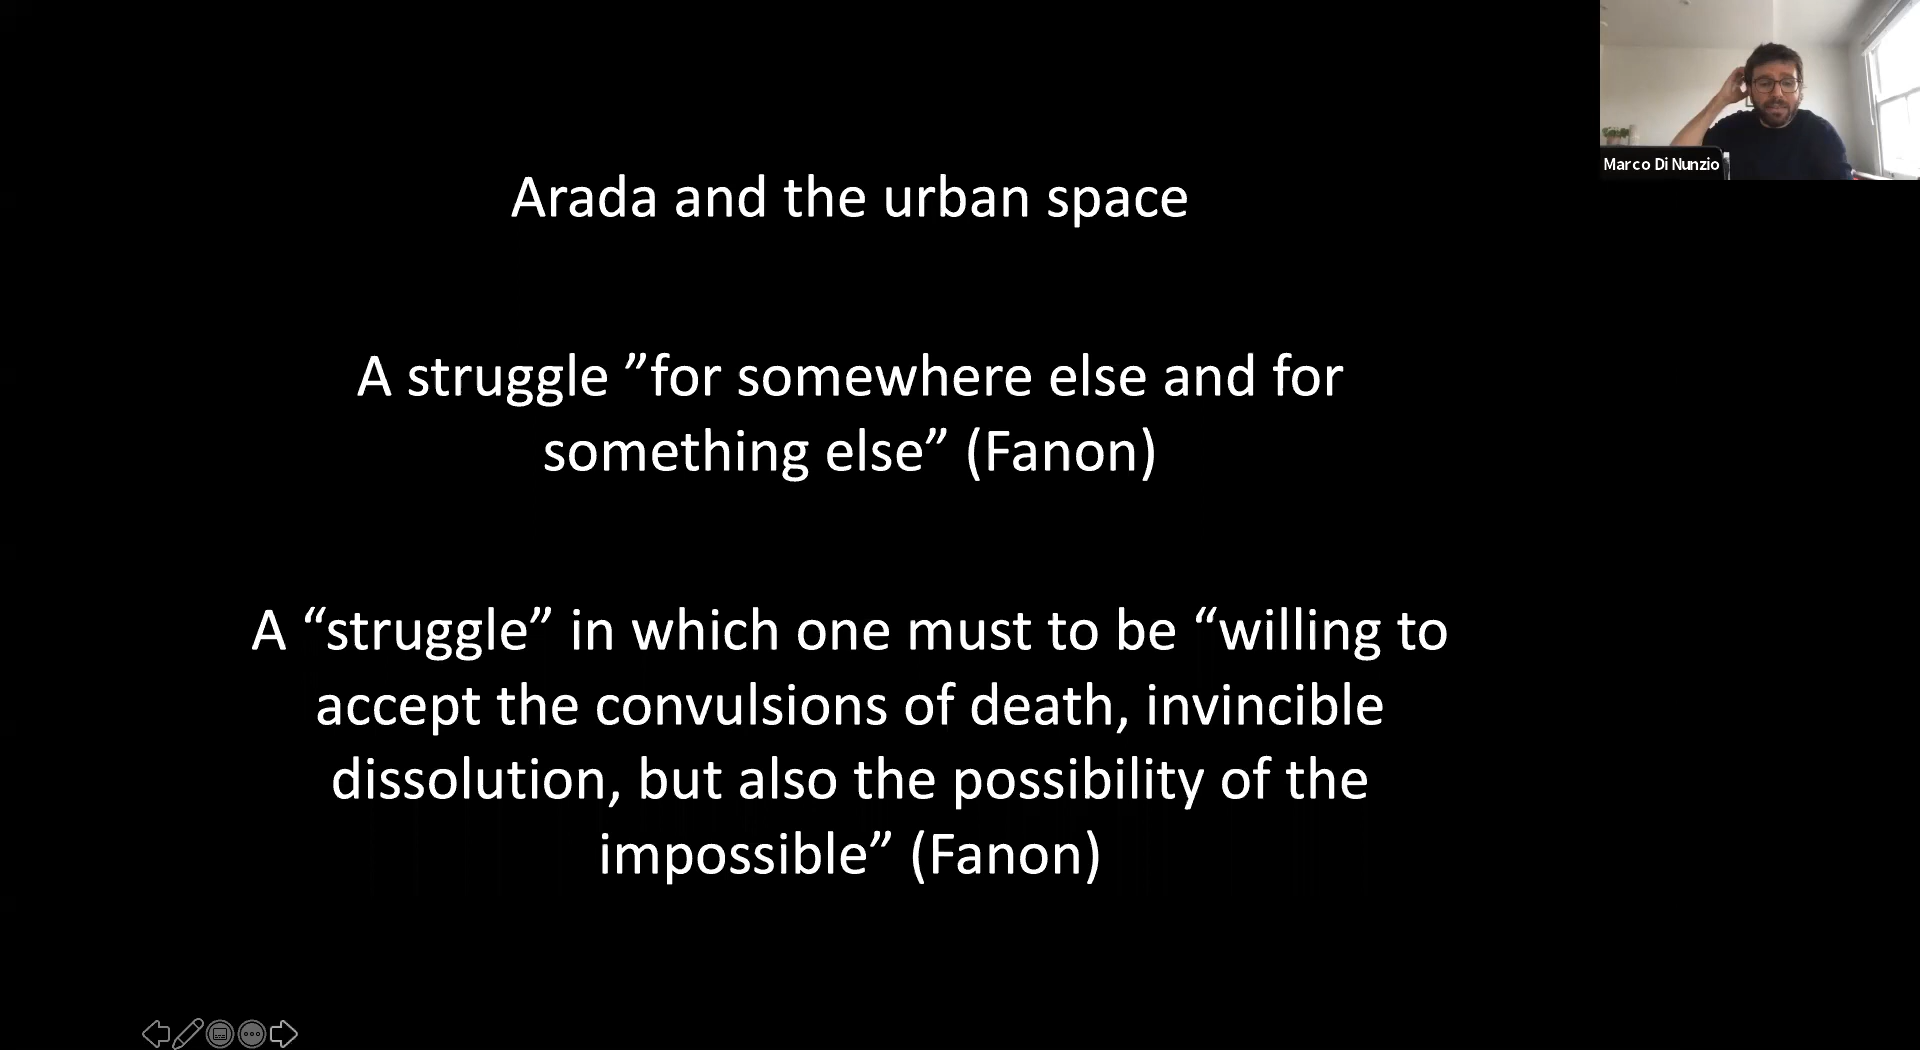 Arada and the urban space
A struggle ”for somewhere else and for
something else” (Fanon)
A “struggle” in which one must to be “willing to
accept the convulsions of death, invincible
dissolution, but also the possibility of the
impossible” (Fanon)
Marco Di Nunzio